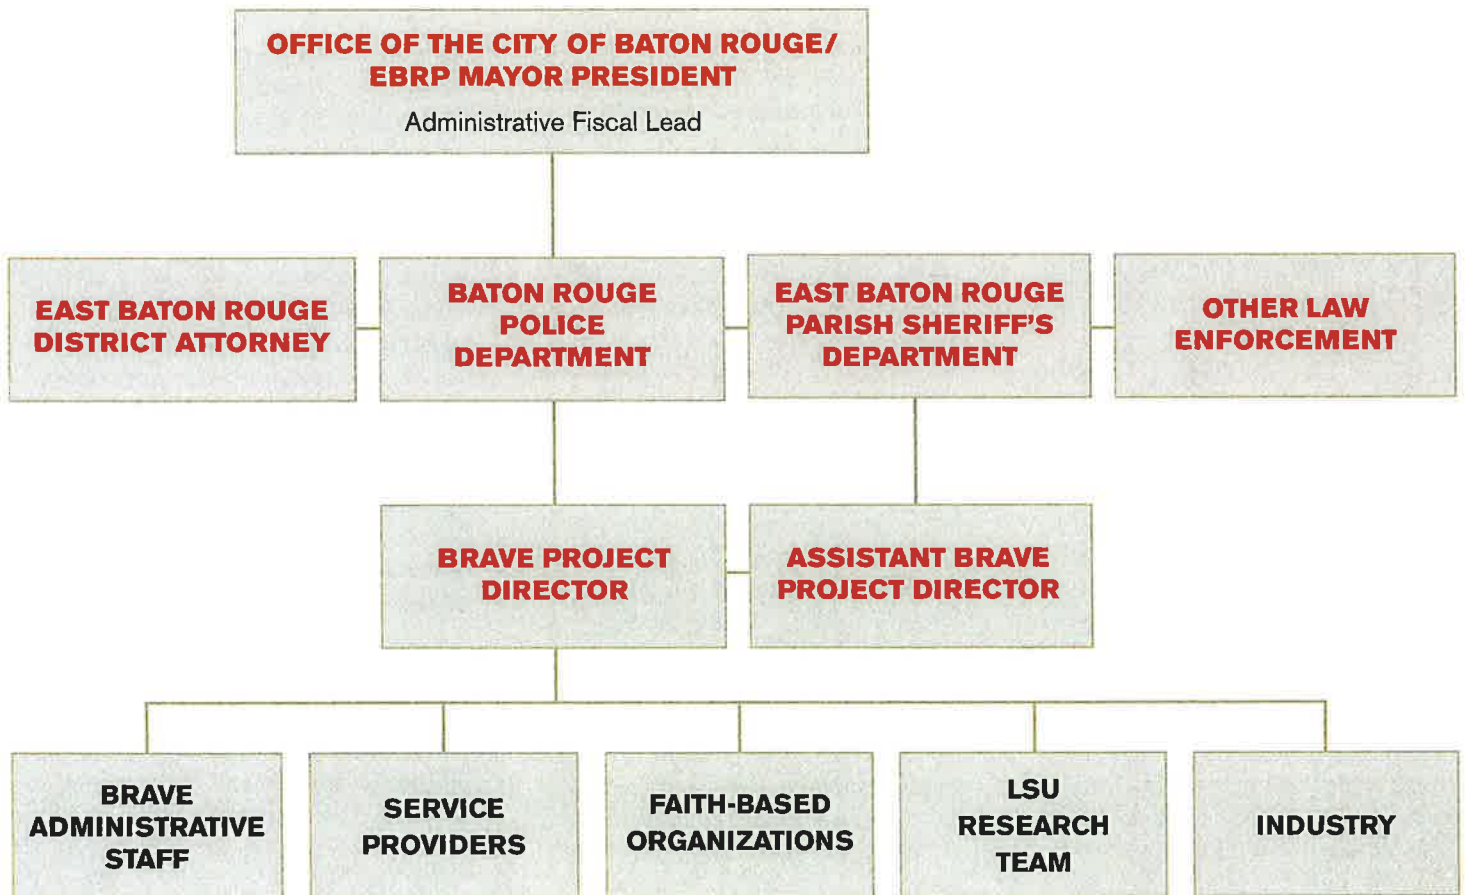 OFFICE OF THE CITY OF BATON ROUGE/
EBRP MAYOR PRESIDENT
Administrative Fiscal Lead
EAST BATON ROUGE
DISTRICT ATTORNEY
BATON ROUGE
POLICE
DEPARTMENT
EAST BATON ROUGE
PARISH SHERIFF'S
DEPARTMENT
OTHER LAW
ENFORCEMENT
BRAVE PROJECT
DIRECTOR
ASSISTANT BRAVE
PROJECT DIRECTOR
BRAVE
ADMINISTRATIVE
STAFF
SERVICE
PROVIDERS
FAITH-BASED
ORGANIZATIONS
LSU
RESEARCH
TEAM
INDUSTRY